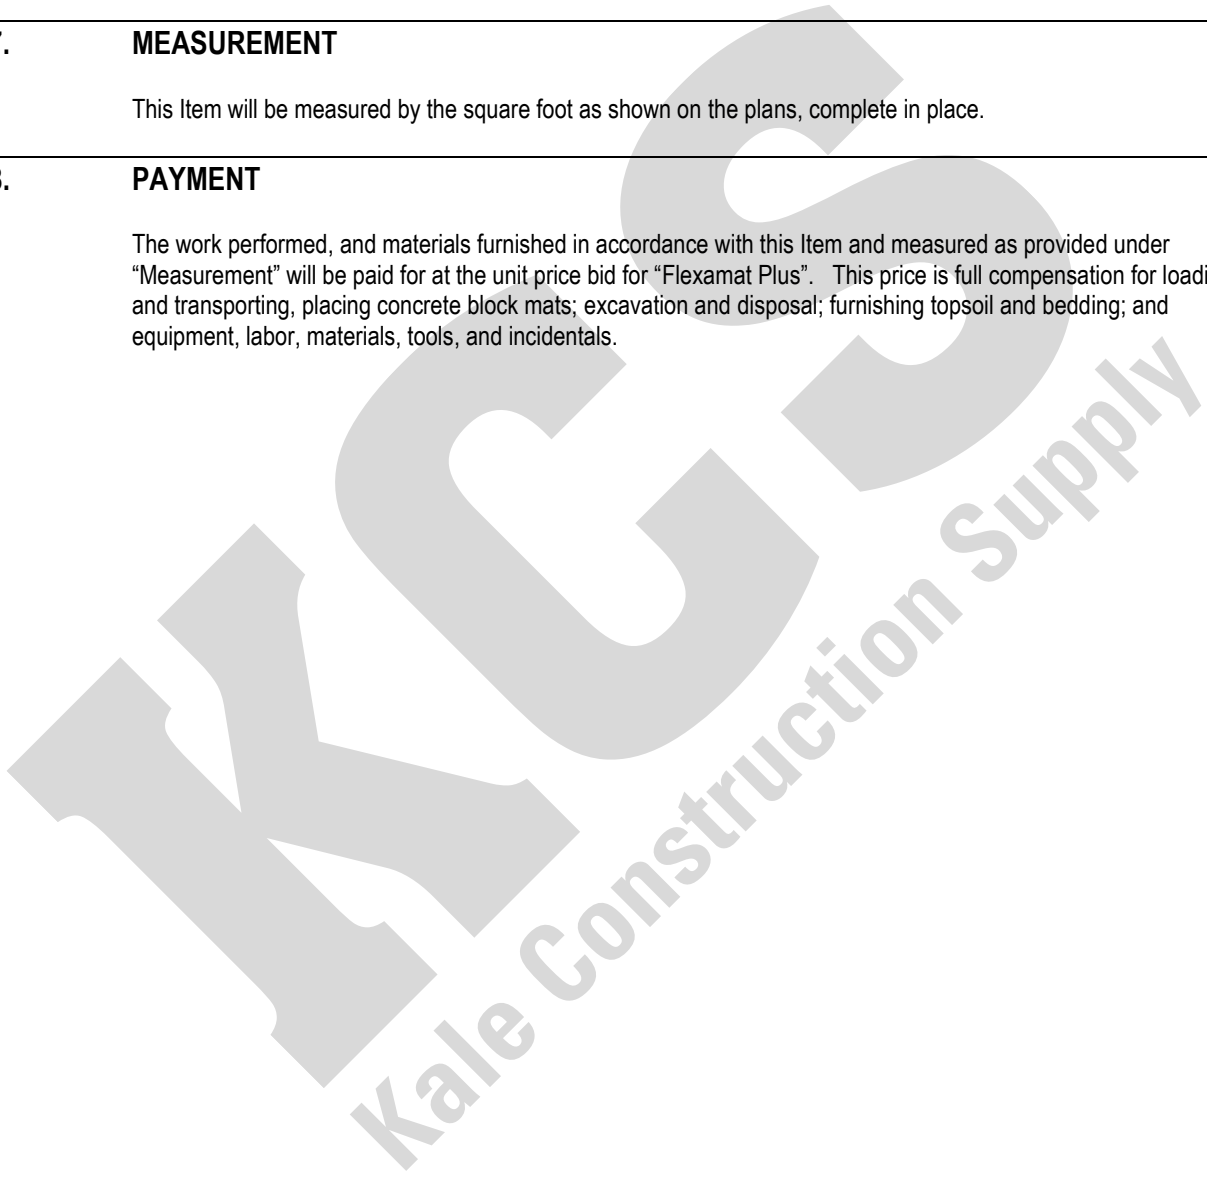 7. MEASUREMENT
This Item will be measured by the square foot as shown on the plans, complete in place.
PAYMENT
The work performed, and materials furnished in accordance with this Item and measured as provided under
“Measurement” will be paid for at the unit price bid for “Flexamat Plus”. This price is full compensation for loadi
and transporting, placing concrete block mats; excavation and disposal; furnishing topsoil and bedding; and
equipment, labor, materials, tools, and incidentals.
KCS
Kale Construction Supply